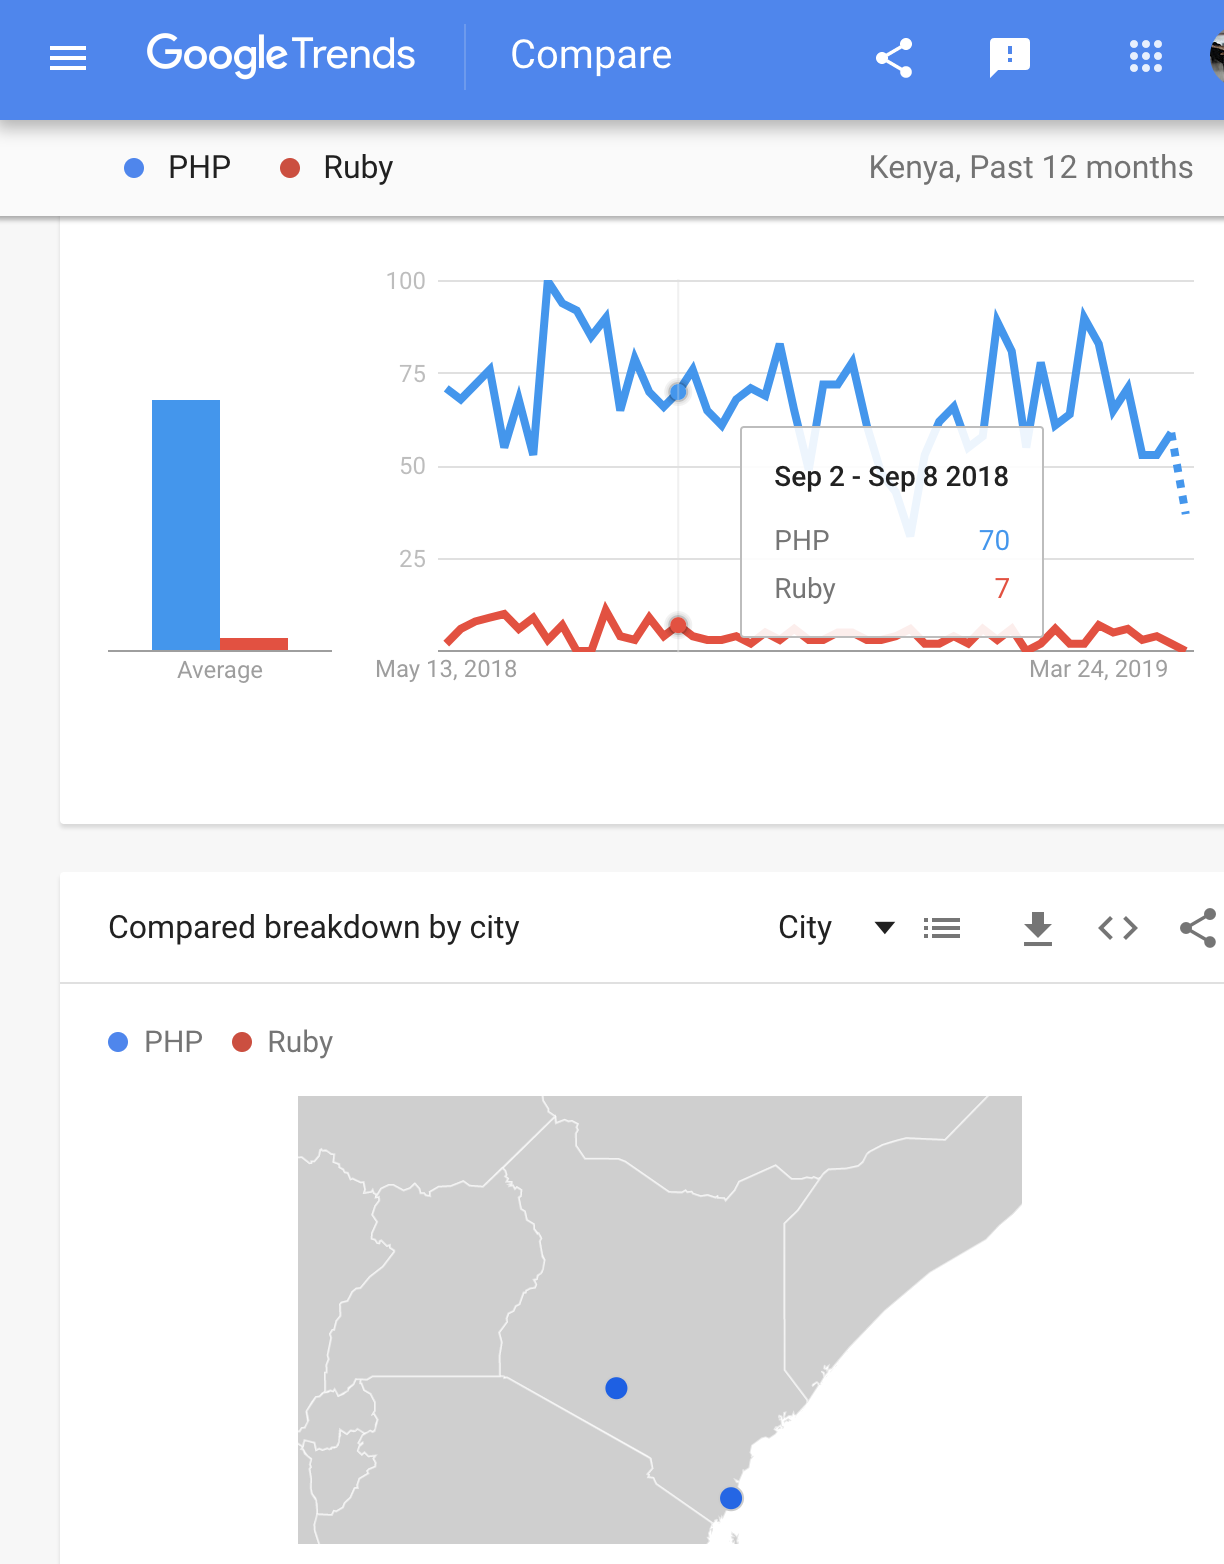 Google Trends Compare
PHP Ruby Kenya, Past 12 months
100
75
50
25
Sep 2 - Sep 8 2018
PHP 70
Ruby 7
Average May 13, 2018 Mar 24, 2019
Compared breakdown by city City
PHP Ruby